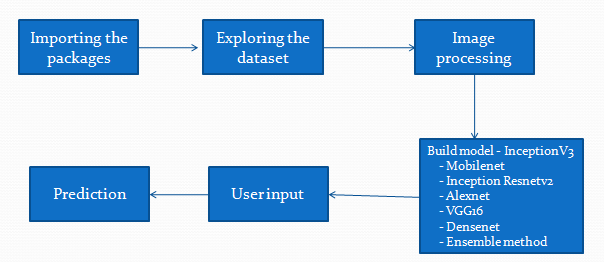 Importing the
packages
Exploring the
dataset
Image
processing
Build model - InceptionV3
- Mobilenet
- Inception Resnetv2
- Alexnet
- VGG16
- Densenet
- Ensemble method
User input
Prediction